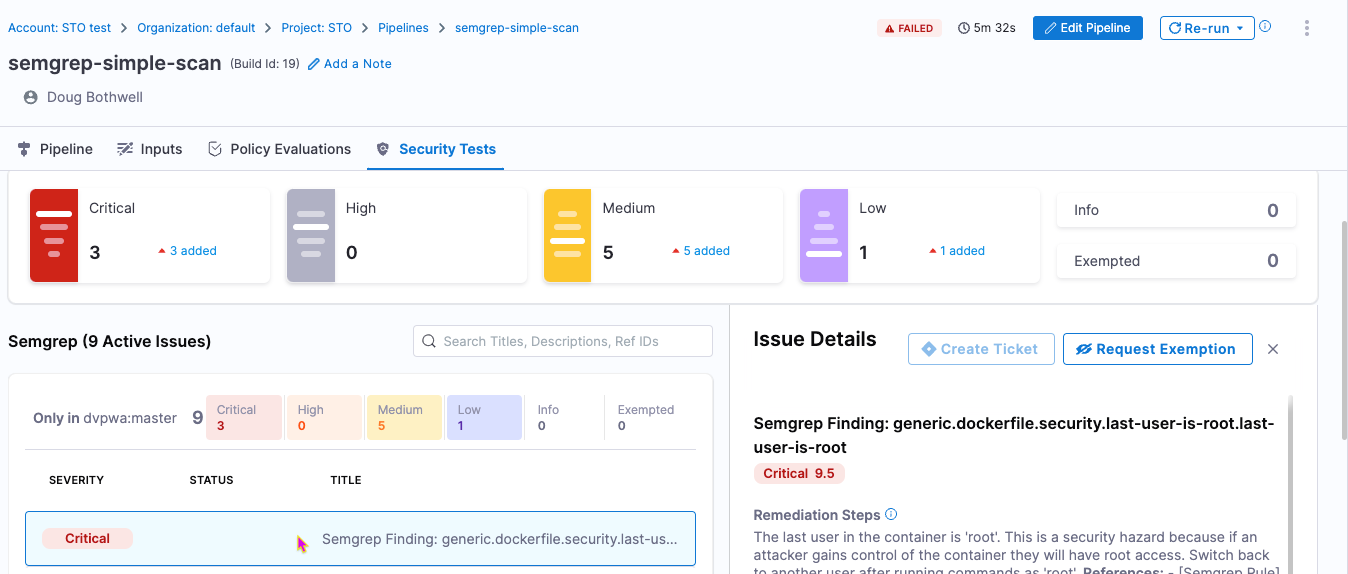 Account: STO test > Organization: default > Project: STO > Pipelines > semgrep-simple-scan
FAILED 5m 32s Edit Pipeline Re-run
semgrep-simple-scan (Build Id: 19) Add a Note
Doug Bothwell
Pipeline Inputs Policy Evaluations Security Tests
Critical
3 3 added
High
0
Medium
5 5 added
Low
1 1 added
Info 0
Exempted 0
Semgrep (9 Active Issues)
Search Titles, Descriptions, Ref IDs
Only in dvpwa:master 9
Critical
3
High
0
Medium
5
Low
1
Info
0
Exempted
0
SEVERITY STATUS TITLE
Critical Semgrep Finding: generic.dockerfile.security.last-us...
Issue Details Create Ticket Request Exemption
Semgrep Finding: generic.dockerfile.security.last-user-is-root.last-
user-is-root
Critical 9.5
Remediation Steps
The last user in the container is 'root'. This is a security hazard because if an
attacker gains control of the container they will have root access. Switch back
to another user after running commands as 'root'. References: - [Semgrep Rule]